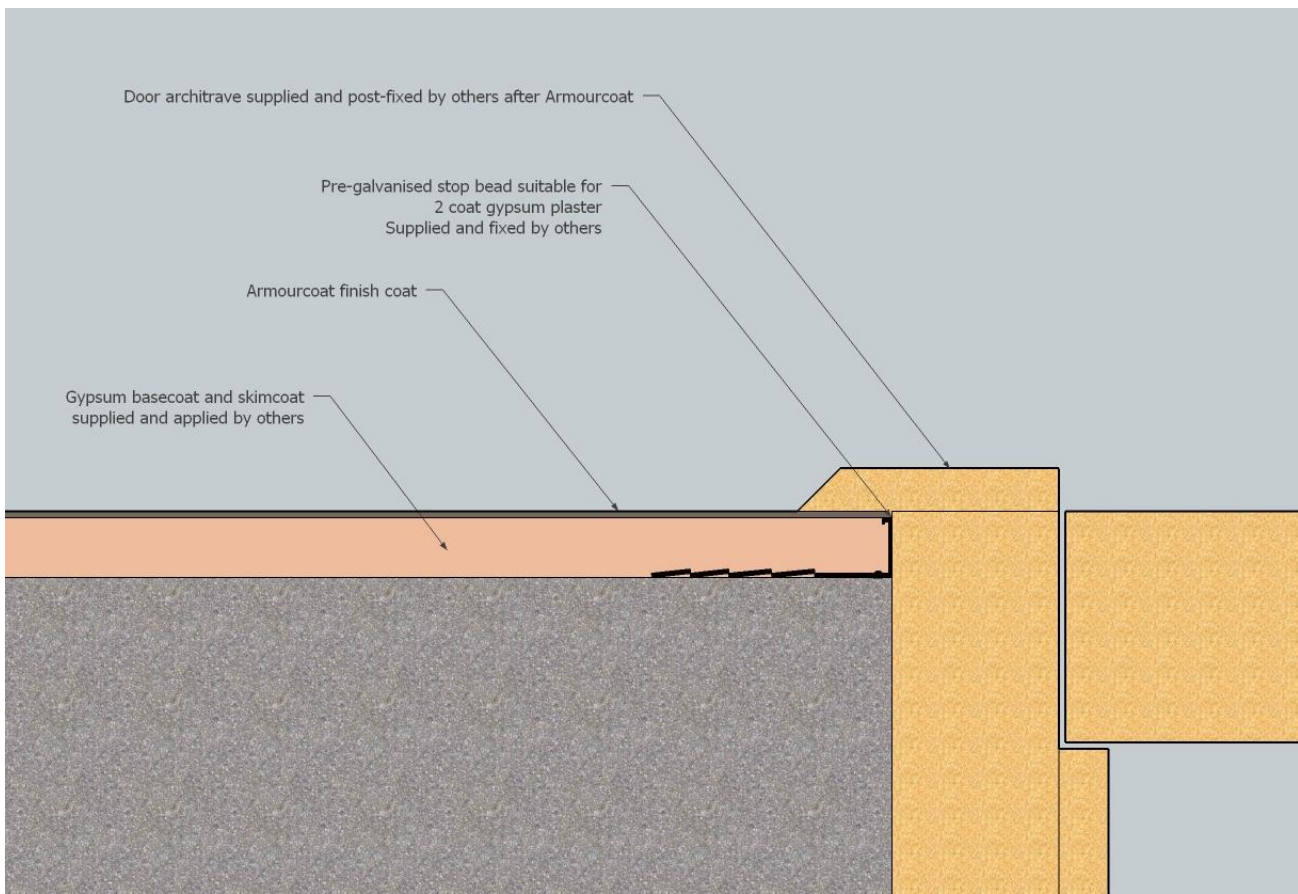 Door architrave supplied and post-fixed by others after Armourcoat
Pre-galvanised stop bead suitable for
2 coat gypsum plaster
Supplied and fixed by others
Armourcoat finish coat
Gypsum basecoat and skimcoat
supplied and applied by others